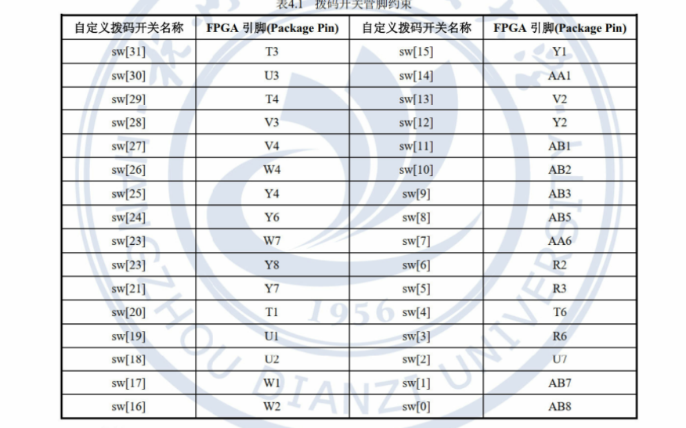 表4.1 拨码开关管脚约束
自定义拨码开关名称 FPGA 引脚(Package Pin) 自定义拨码开关名称 FPGA 引脚(Package Pin)
sw[31] T3 sw[15] Y1
sw[30] U3 sw[14] AA1
sw[29] T4 sw[13] V2
sw[28] V3 sw[12] Y2
sw[27] V4 sw[11] AB1
sw[26] W4 sw[10] AB2
sw[25] Y4 sw[9] AB3
sw[24] Y6 sw[8] AB5
sw[23] W7 sw[7] AA6
sw[23] Y8 sw[6] R2
sw[21] Y7 sw[5] R3
sw[20] T1 sw[4] T6
sw[19] U1 sw[3] R6
sw[18] U2 sw[2] U7
sw[17] W1 sw[1] AB7
sw[16] W2 sw[0] AB8
1956
HANGZHOU DIANZI UNIVERSITY